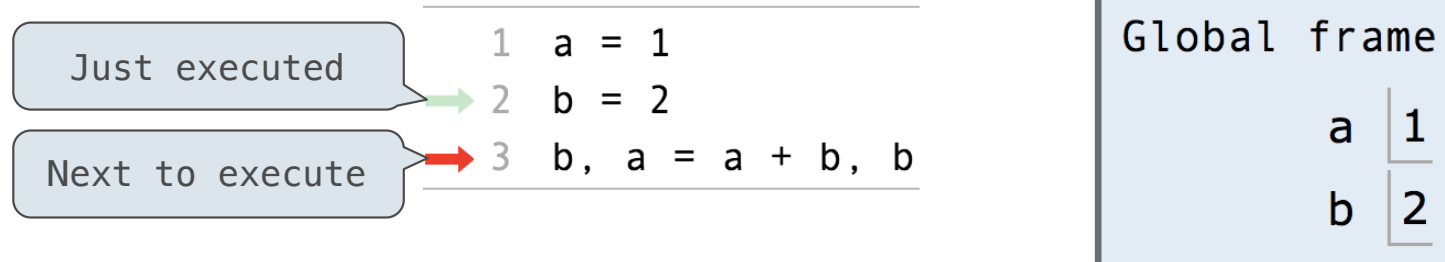 Just executed
Next to execute
1 a = 1
2 b = 2
3 b, a = a + b, b
Global frame
a 1
b 2